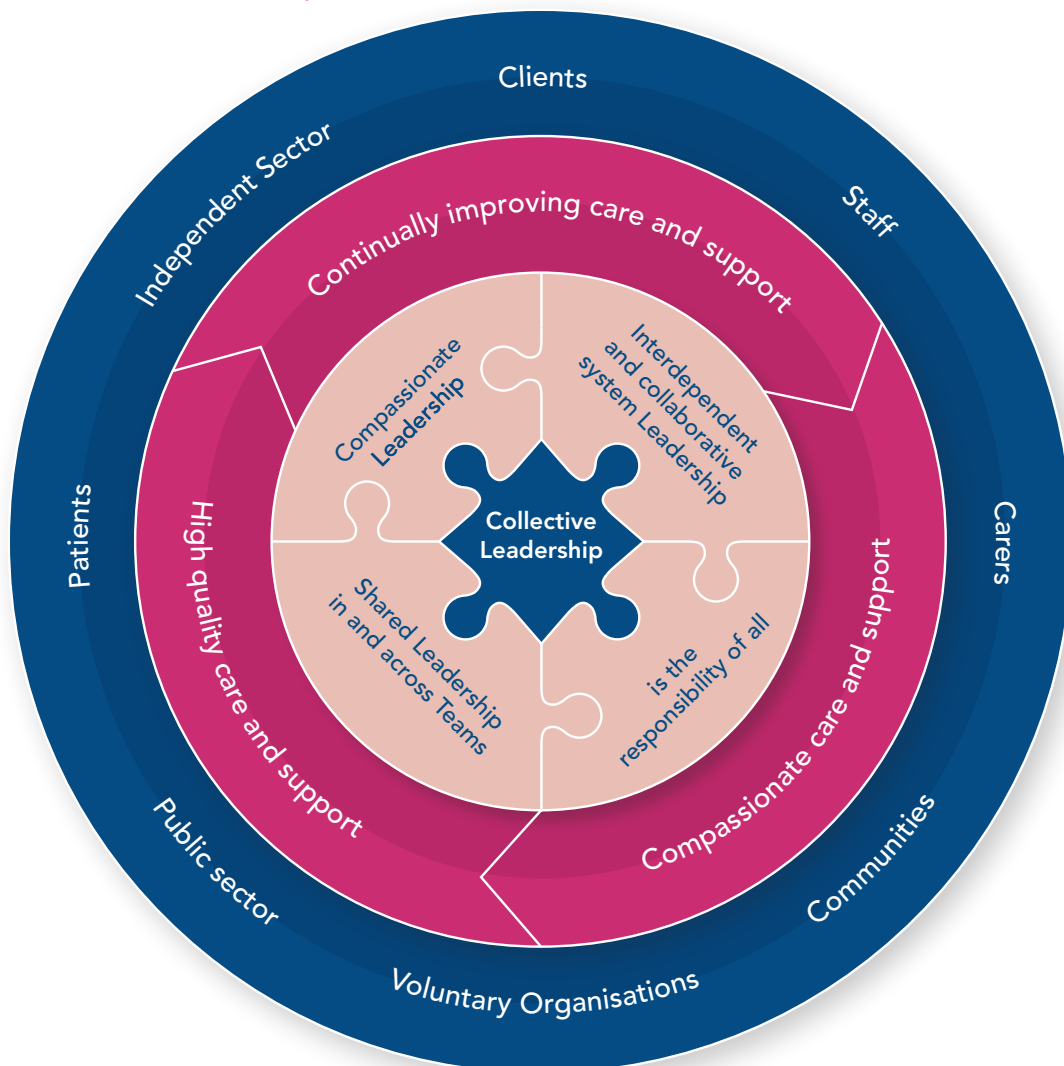 Clients
Staff
Carers
Communities
Voluntary Organisations
Public sector
Patients
Independent Sector
Continually improving care and support
Compassionate care and support
High quality care and support
Compassionate
Leadership
Interdependent
and collaborative
system Leadership
is the
responsibility of all
Shared Leadership
in and across Teams
Collective
Leadership